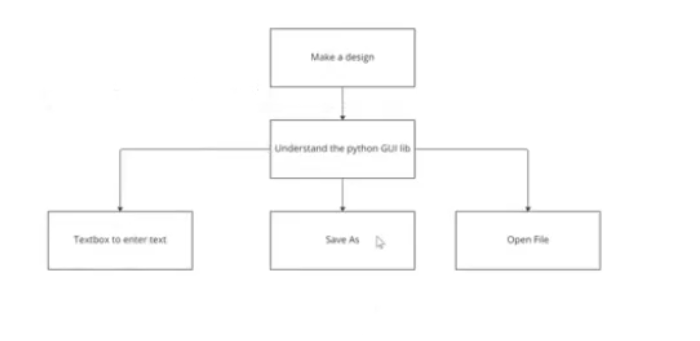 Make a design
Understand the python GUI lib
Textbox to enter text
Save As
Open File